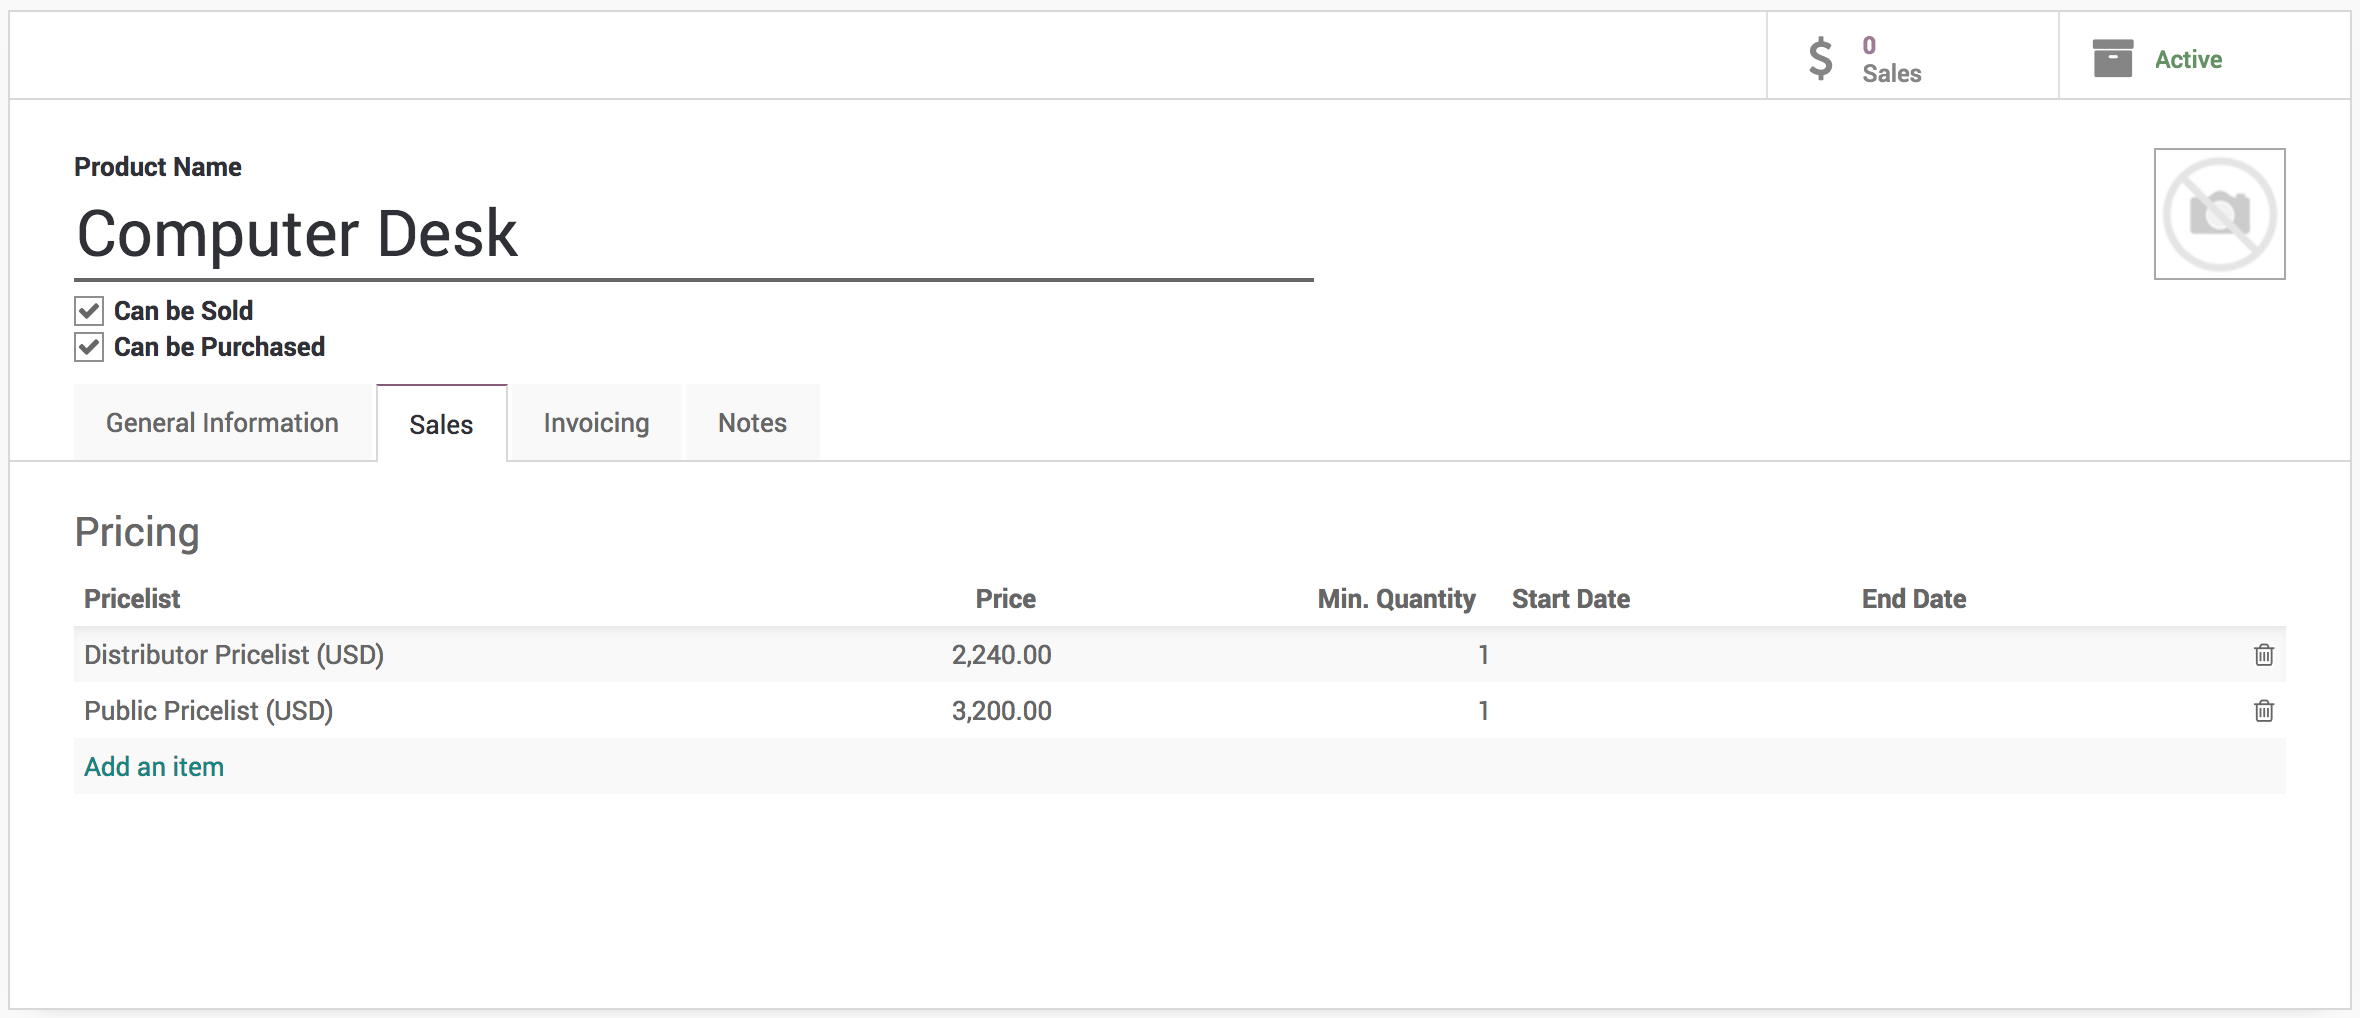 0
Sales
Active
Product Name
Computer Desk
Can be Sold
Can be Purchased
General Information Sales Invoicing Notes
Pricing
Pricelist Price Min. Quantity Start Date End Date
Distributor Pricelist (USD) 2,240.00 1
Public Pricelist (USD) 3,200.00 1
Add an item